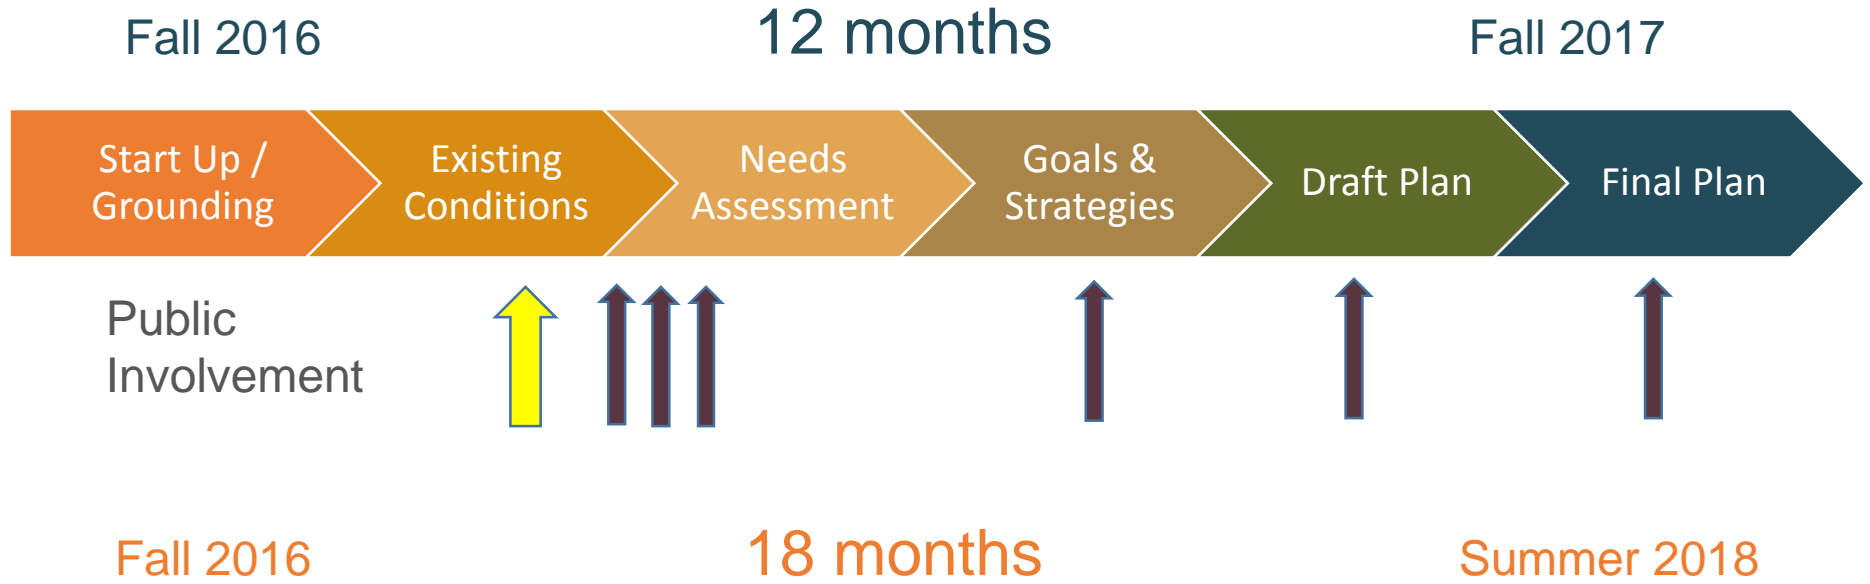 Fall 2016
12 months
Fall 2017
Start Up /
Grounding
Existing
Conditions
Needs
Assessment
Goals &
Strategies
Draft Plan
Final Plan
Public
Involvement
Fall 2016
18 months
Summer 2018